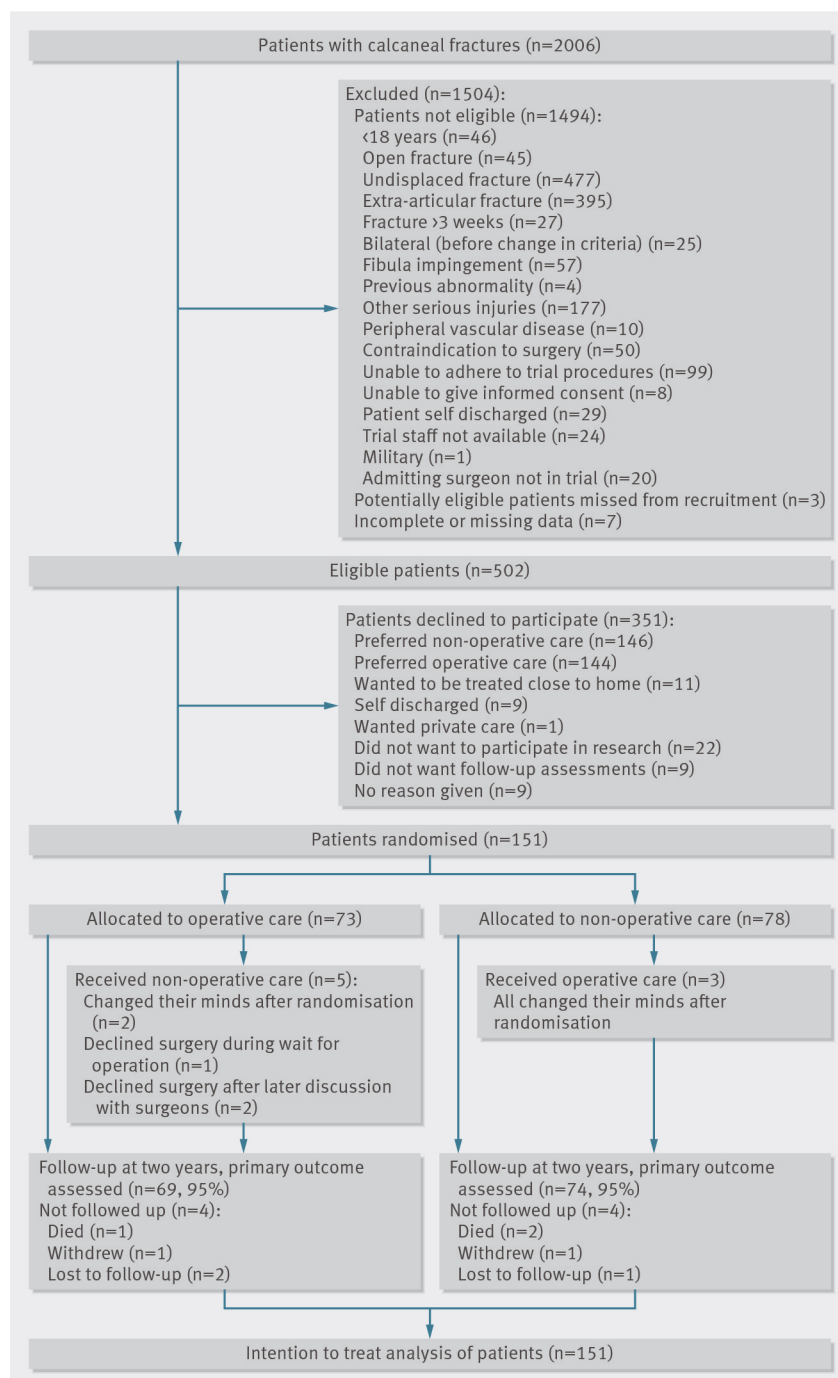 Patients with calcaneal fractures (n=2006)
Excluded (n=1504):
Patients not eligible (n=1494):
<18 years (n=46)
Open fracture (n=45)
Undisplaced fracture (n=477)
Extra-articular fracture (n=395)
Fracture >3 weeks (n=27)
Bilateral (before change in criteria) (n=25)
Fibula impingement (n=57)
Previous abnormality (n=4)
Other serious injuries (n=177)
Peripheral vascular disease (n=10)
Contraindication to surgery (n=50)
Unable to adhere to trial procedures (n=99)
Unable to give informed consent (n=8)
Patient self discharged (n=29)
Trial staff not available (n=24)
Military (n=1)
Admitting surgeon not in trial (n=20)
Potentially eligible patients missed from recruitment (n=3)
Incomplete or missing data (n=7)
Eligible patients (n=502)
Patients declined to participate (n=351):
Preferred non-operative care (n=146)
Preferred operative care (n=144)
Wanted to be treated close to home (n=11)
Self discharged (n=9)
Wanted private care (n=1)
Did not want to participate in research (n=22)
Did not want follow-up assessments (n=9)
No reason given (n=9)
Patients randomised (n=151)
Allocated to operative care (n=73)
Received non-operative care (n=5):
Changed their minds after randomisation
(n=2)
Declined surgery during wait for
operation (n=1)
Declined surgery after later discussion
with surgeons (n=2)
Follow-up at two years, primary outcome
assessed (n=69, 95%)
Not followed up (n=4):
Died (n=1)
Withdrew (n=1)
Lost to follow-up (n=2)
Allocated to non-operative care (n=78)
Received operative care (n=3)
All changed their minds after
randomisation
Follow-up at two years, primary outcome
assessed (n=74, 95%)
Not followed up (n=4):
Died (n=2)
Withdrew (n=1)
Lost to follow-up (n=1)
Intention to treat analysis of patients (n=151)